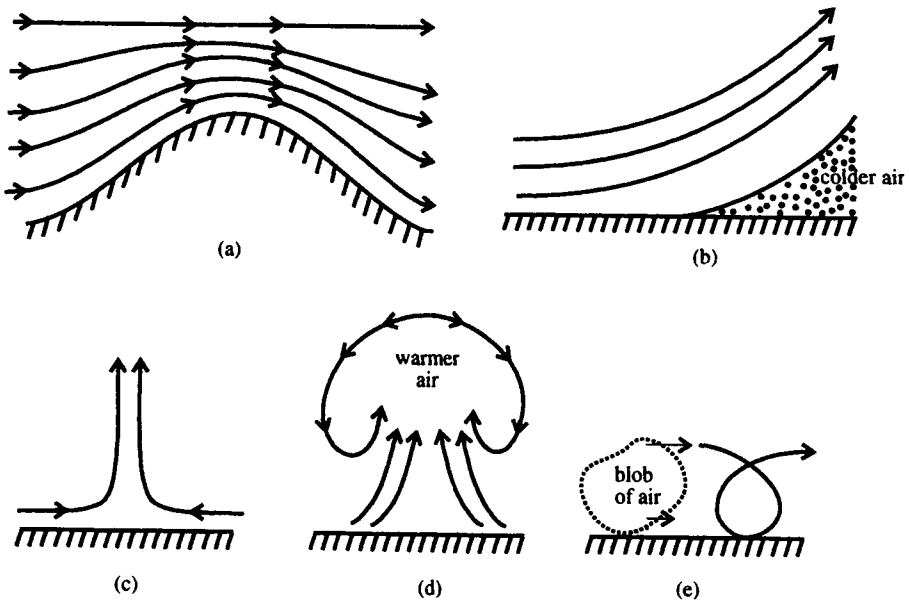 (a)
colder air
(b)
warmer
air
blob
of air
(c)
(d)
(e)